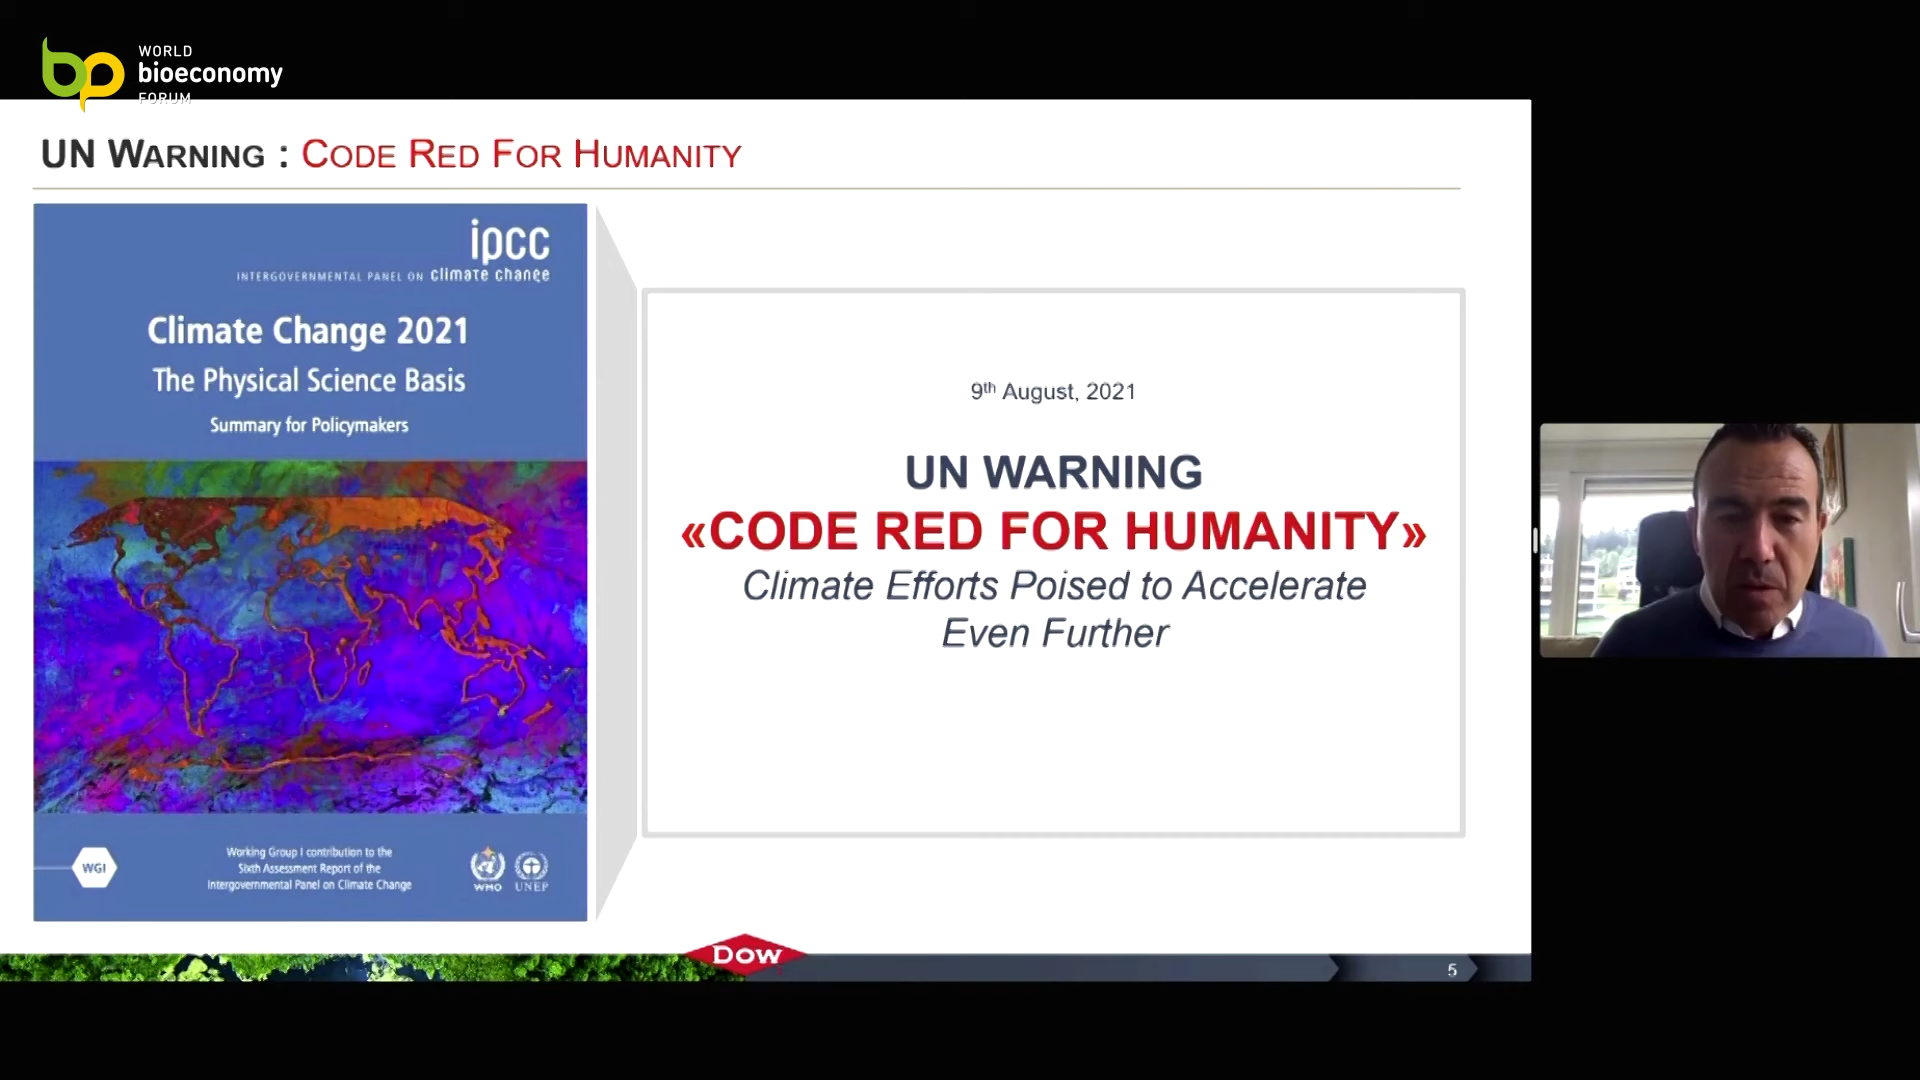 WORLD
bioeconomy
FORUM
UN WARNING : CODE RED FOR HUMANITY
ipcc
INTERGOVERNMENTAL PANEL ON climate change
Climate Change 2021
The Physical Science Basis
Summary for Policymakers
WGI
Working Group I contribution to the
Sixth Assessment Report of the
Intergovernmental Panel on Climate Change
WMO UNEP
9th August, 2021
UN WARNING
«CODE RED FOR HUMANITY»
Climate Efforts Poised to Accelerate
Even Further
DOW
5